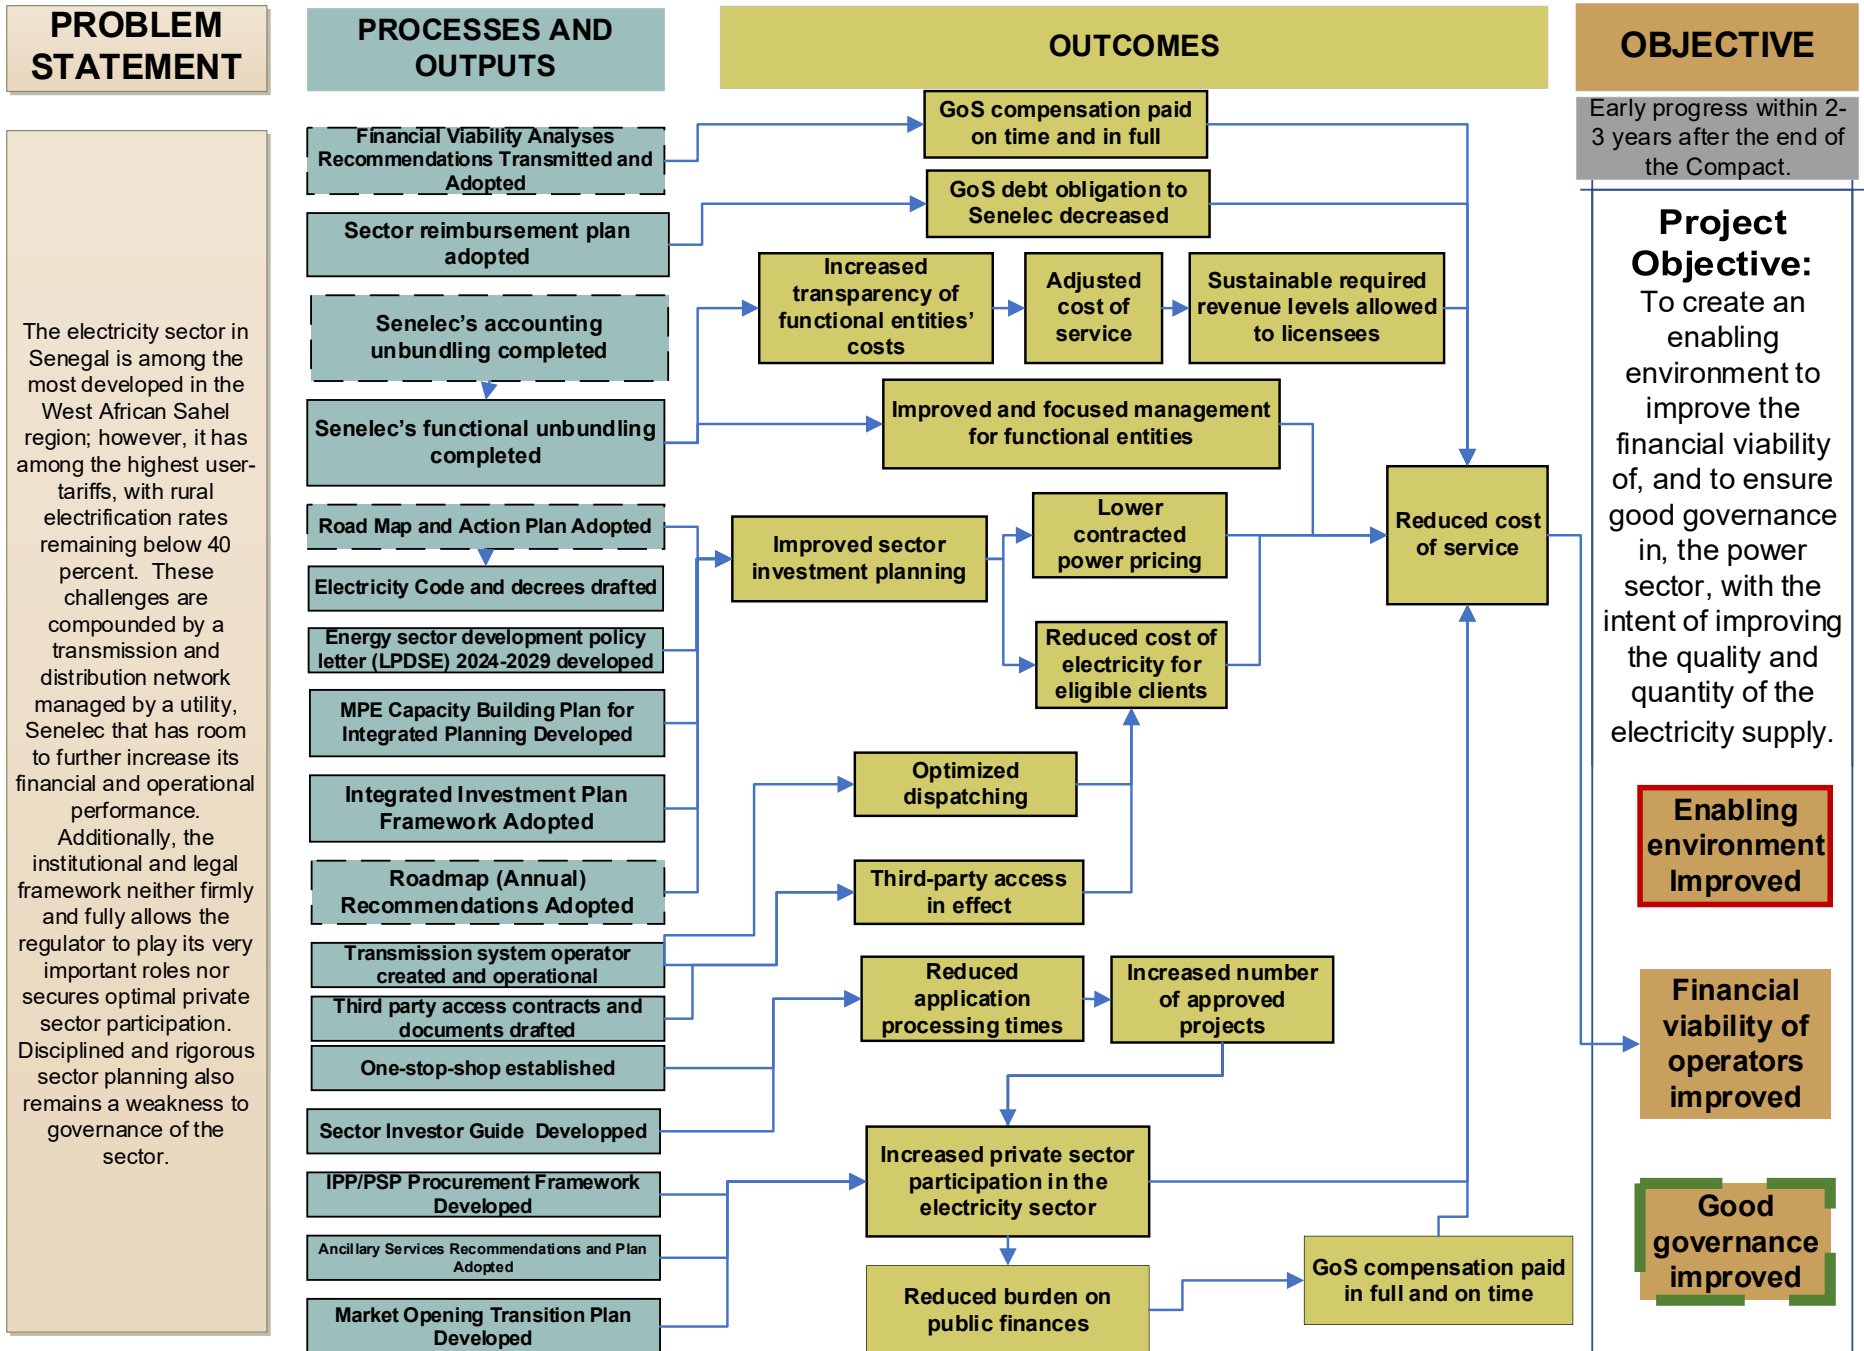 PROBLEM
STATEMENT
PROCESSES AND
OUTPUTS
OUTCOMES
OBJECTIVE
The electricity sector in
Senegal is among the
most developed in the
West African Sahel
region; however, it has
among the highest user-
tariffs, with rural
electrification rates
remaining below 40
percent.  These
challenges are
compounded by a
transmission and
distribution network
managed by a utility,
Senelec that has room
to further increase its
financial and operational
performance.
Additionally, the
institutional and legal
framework neither firmly
and fully allows the
regulator to play its very
important roles nor
secures optimal private
sector participation.
Disciplined and rigorous
sector planning also
remains a weakness to
governance of the
sector.
Financial Viability Analyses
Recommendations Transmitted and
Adopted
Sector reimbursement plan
adopted
Senelec’s accounting
unbundling completed
Senelec’s functional unbundling
completed
Road Map and Action Plan Adopted
Electricity Code and decrees drafted
Energy sector development policy
letter (LPDSE) 2024-2029 developed
MPE Capacity Building Plan for
Integrated Planning Developed
Integrated Investment Plan
Framework Adopted
Roadmap (Annual)
Recommendations Adopted
Transmission system operator
created and operational
Third party access contracts and
documents drafted
One-stop-shop established
Sector Investor Guide  Developped
IPP/PSP Procurement Framework
Developed
Ancillary Services Recommendations and Plan
Adopted
Market Opening Transition Plan
Developed
GoS compensation paid
on time and in full
GoS debt obligation to
Senelec decreased
Increased
transparency of
functional entities’
costs
Adjusted
cost of
service
Sustainable required
revenue levels allowed
to licensees
Improved and focused management
for functional entities
Improved sector
investment planning
Lower
contracted
power pricing
Reduced cost of
electricity for
eligible clients
Reduced cost
of service
Optimized
dispatching
Third-party access
in effect
Reduced
application
processing times
Increased number
of approved
projects
Increased private sector
participation in the
electricity sector
Reduced burden on
public finances
GoS compensation paid
in full and on time
Early progress within 2-
3 years after the end of
the Compact.
Project
Objective:
To create an
enabling
environment to
improve the
financial viability
of, and to ensure
good governance
in, the power
sector, with the
intent of improving
the quality and
quantity of the
electricity supply.
Enabling
environment
Improved
Financial
viability of
operators
improved
Good
governance
improved